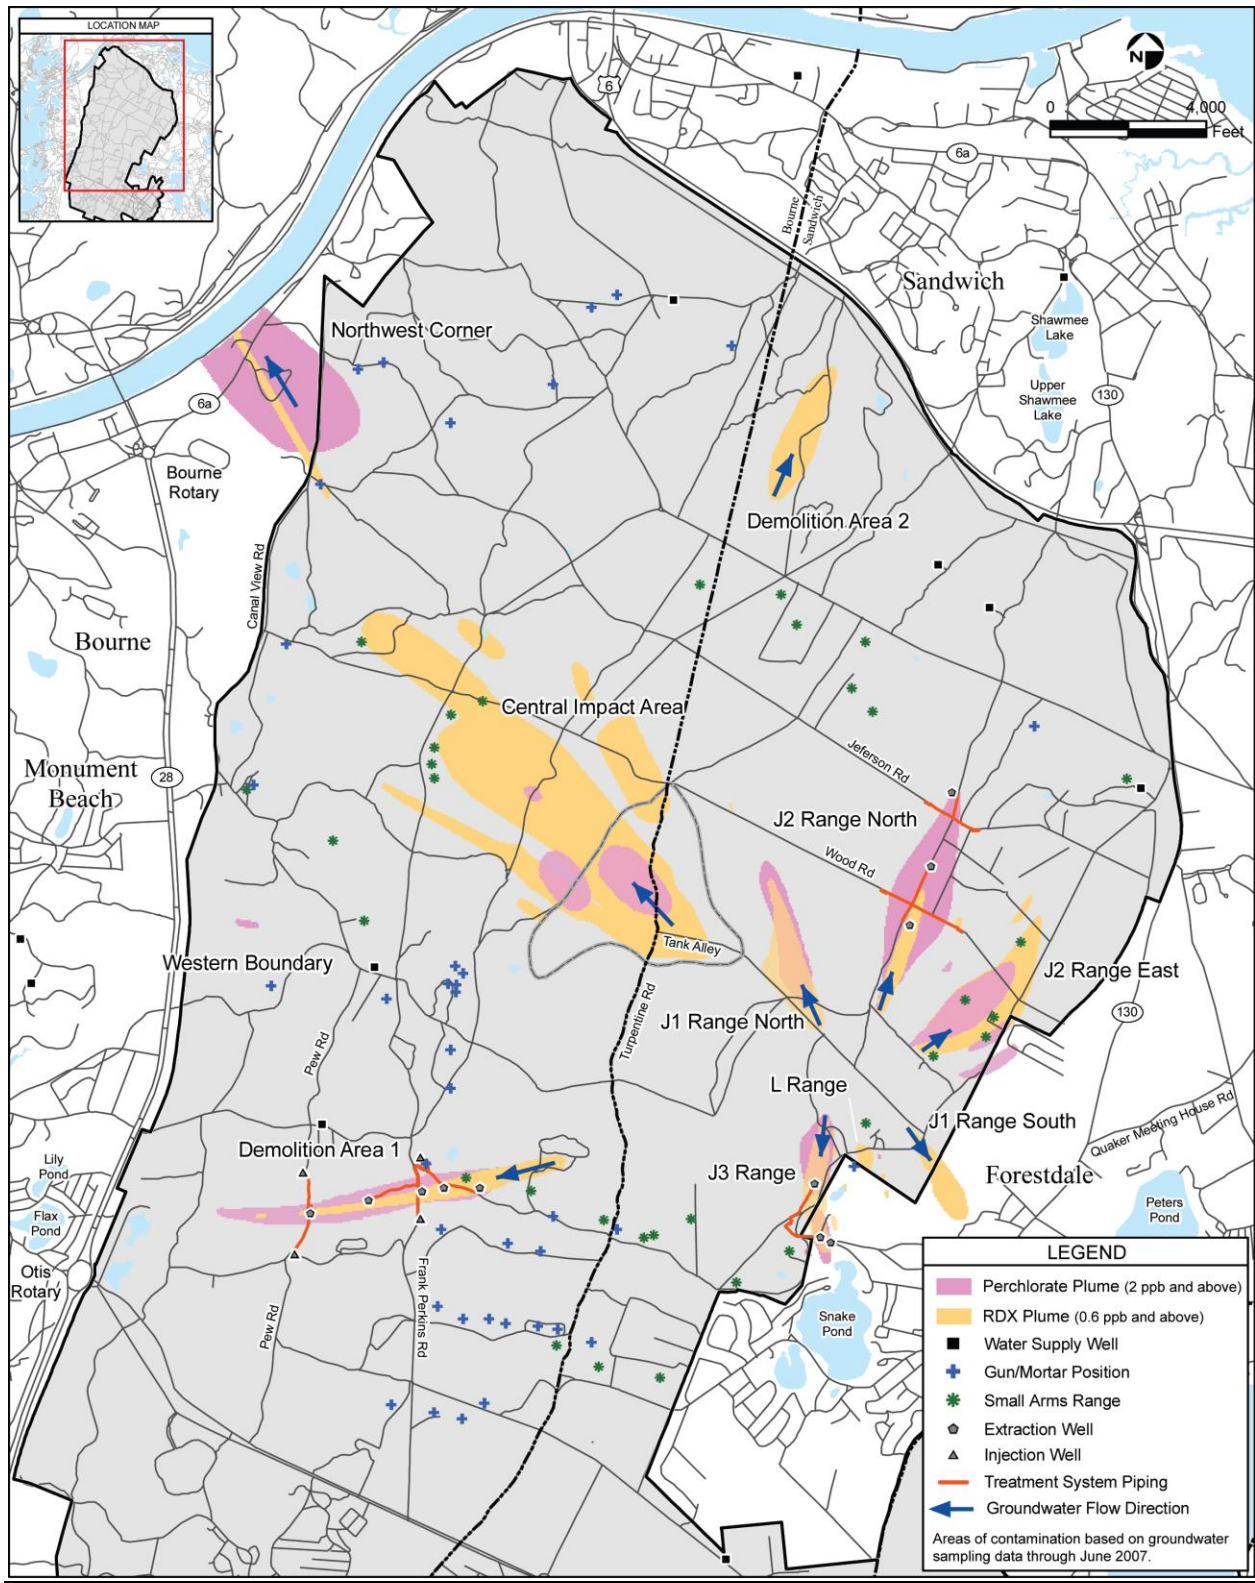 LOCATION MAP
N
0 4,000
Feet
6
6a
Bourne
Sandwich
Sandwich
Shawmee
Lake
Upper
Shawmee
Lake
130
Northwest Corner
6a
Bourne
Rotary
Canal View Rd
Demolition Area 2
Bourne
Central Impact Area
Monument
Beach
28
Jeferson Rd
J2 Range North
Wood Rd
Tank Alley
Western Boundary
J2 Range East
J1 Range North
130
Turpentine Rd
Pew Rd
L Range
J1 Range South
Quaker Meeting House Rd
Demolition Area 1
J3 Range
Forestdale
Lily
Pond
Flax
Pond
Peters
Pond
Otis
Rotary
Pew Rd
Frank Perkins Rd
Snake
Pond
LEGEND
Perchlorate Plume (2 ppb and above)
RDX Plume (0.6 ppb and above)
Water Supply Well
Gun/Mortar Position
Small Arms Range
Extraction Well
Injection Well
Treatment System Piping
Groundwater Flow Direction
Areas of contamination based on groundwater
sampling data through June 2007.